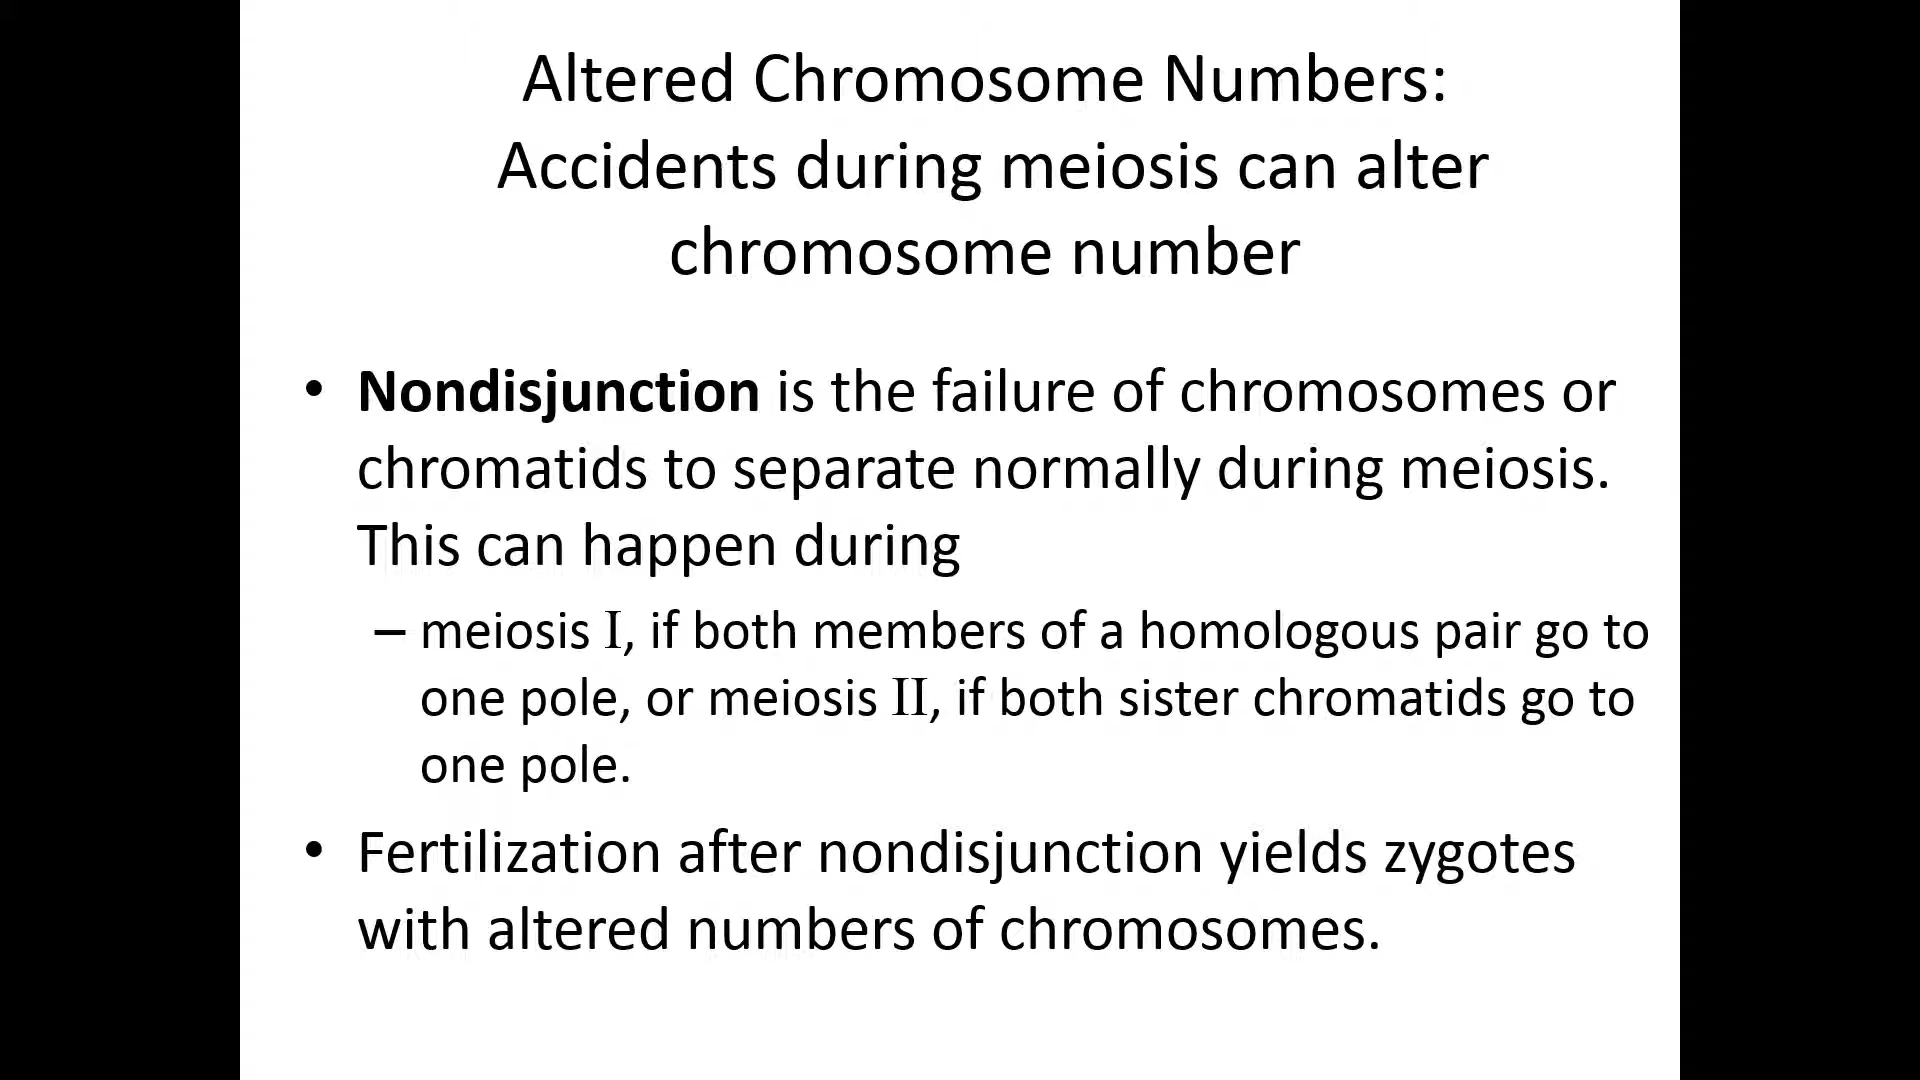 Altered Chromosome Numbers:
Accidents during meiosis can alter
chromosome number
• Nondisjunction is the failure of chromosomes or
chromatids to separate normally during meiosis.
This can happen during
– meiosis I, if both members of a homologous pair go to
one pole, or meiosis II, if both sister chromatids go to
one pole.
• Fertilization after nondisjunction yields zygotes
with altered numbers of chromosomes.